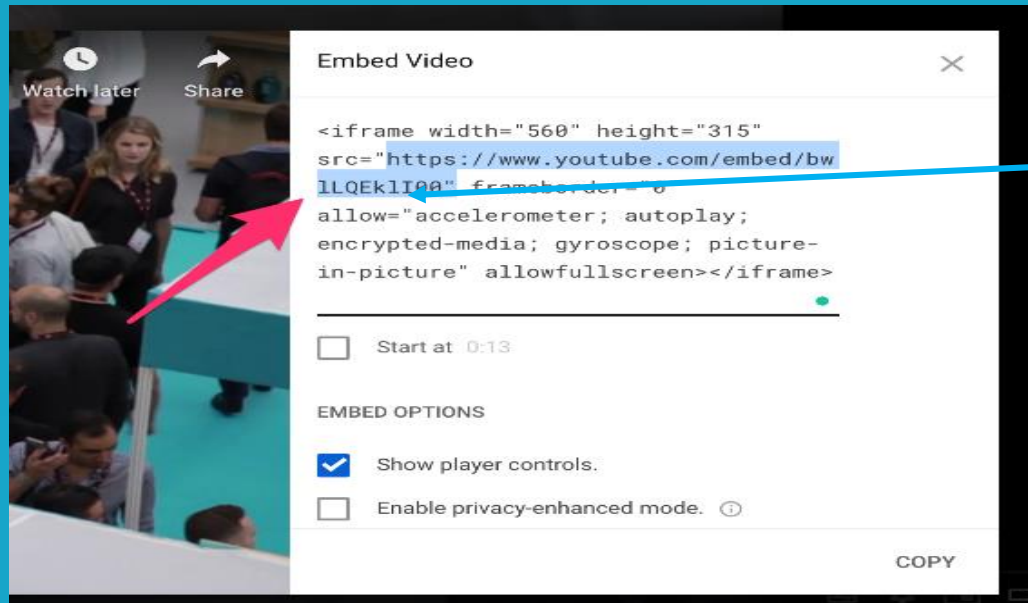 Watch later
Share
Embed Video
<iframe width="560" height="315"
src="https://www.youtube.com/embed/bw
lLQEklI00" frameborder="0"
allow="accelerometer; autoplay;
encrypted-media; gyroscope; picture-
in-picture" allowfullscreen></iframe>
Start at 0:13
EMBED OPTIONS
Show player controls.
Enable privacy-enhanced mode.
COPY